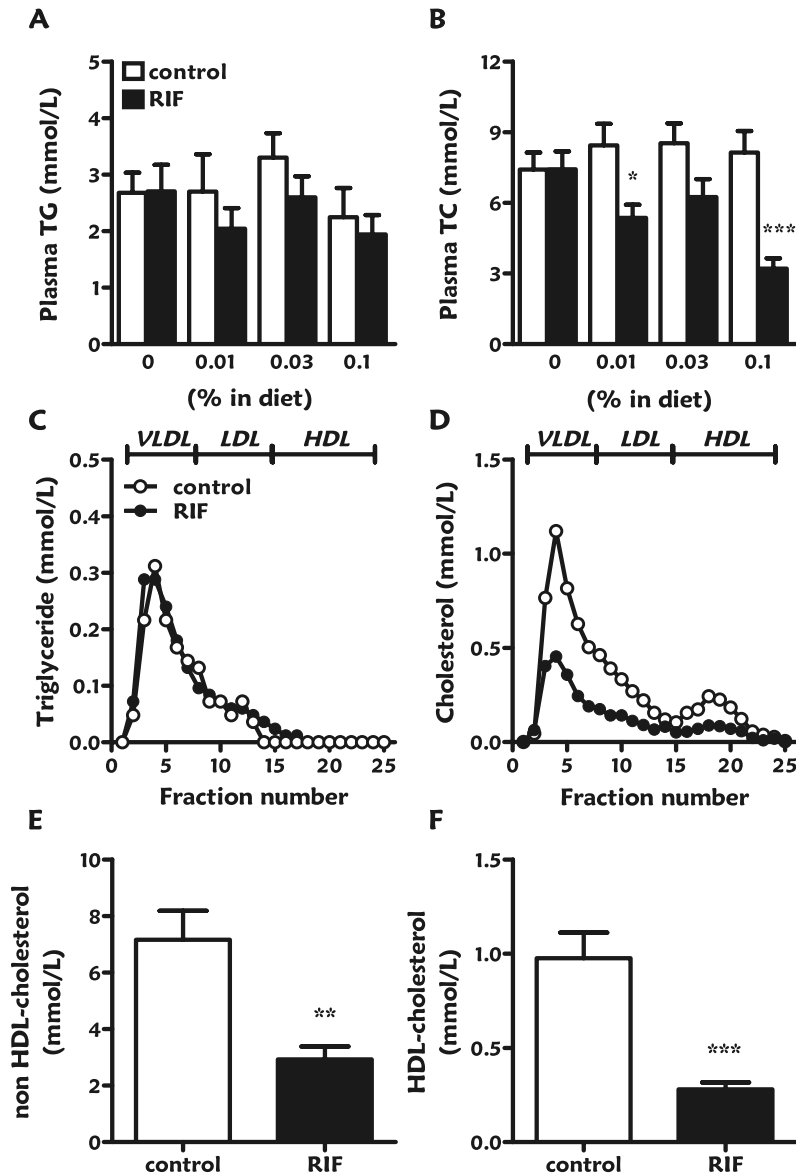 A
Plasma TG (mmol/L)
5
4
3
2
1
0
control
RIF
0 0.01 0.03 0.1
(% in diet)
B
Plasma TC (mmol/L)
12
9
6
3
0
*
***
0 0.01 0.03 0.1
(% in diet)
C
VLDL LDL HDL
Triglyceride (mmol/L)
0.5
0.4
0.3
0.2
0.1
0.0
control
RIF
0 5 10 15 20 25
Fraction number
D
VLDL LDL HDL
Cholesterol (mmol/L)
1.5
1.0
0.5
0.0
0 5 10 15 20 25
Fraction number
E
non HDL-cholesterol
(mmol/L)
10
8
6
4
2
0
**
control RIF
F
HDL-cholesterol
(mmol/L)
1.5
1.0
0.5
0.0
***
control RIF